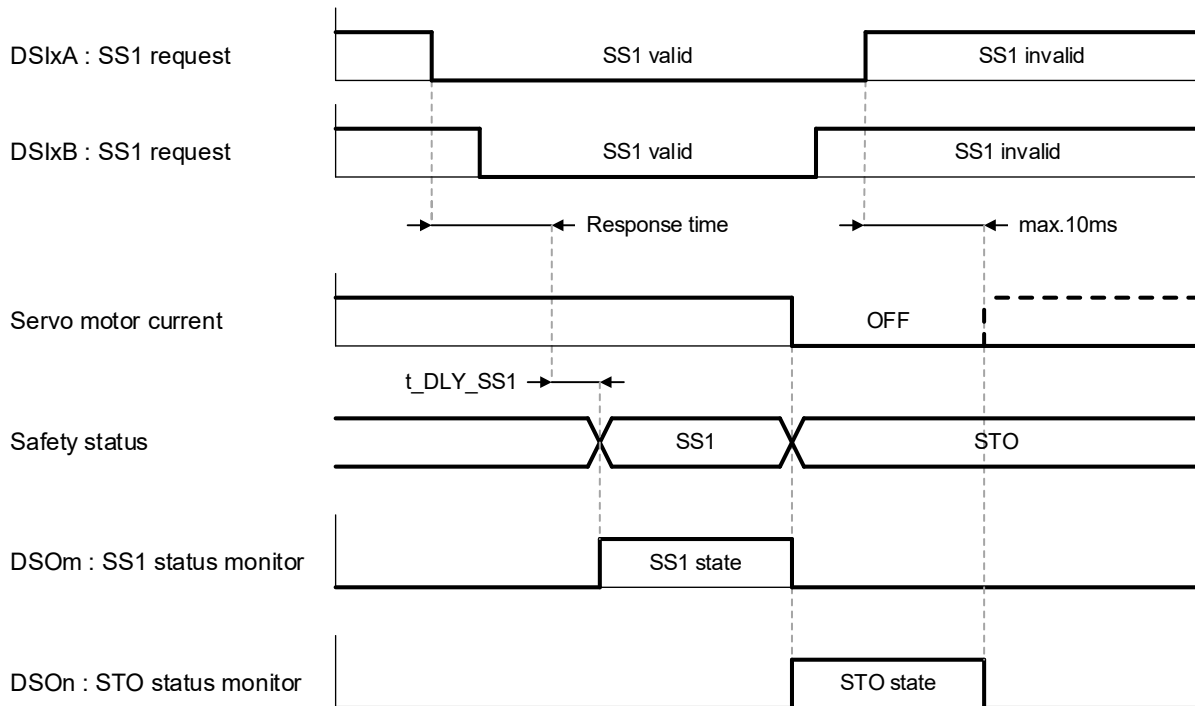 DSIxA : SS1 request
SS1 valid
SS1 invalid
DSIxB : SS1 request
SS1 valid
SS1 invalid
Response time
max.10ms
Servo motor current
OFF
t_DLY_SS1
Safety status
SS1
STO
DSOm : SS1 status monitor
SS1 state
DSOn : STO status monitor
STO state